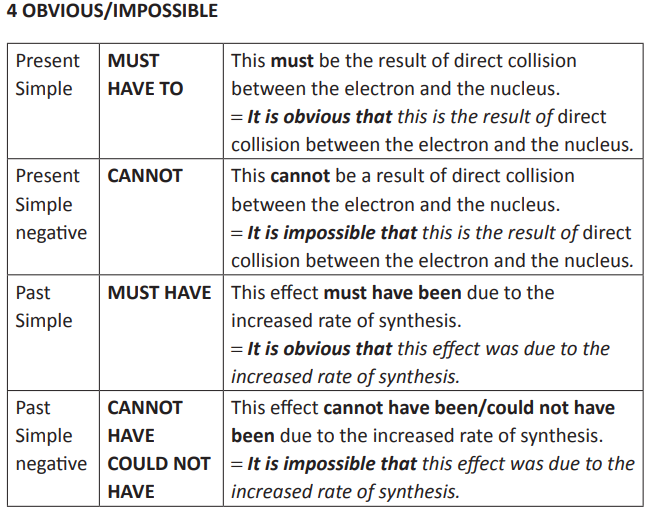 4 OBVIOUS/IMPOSSIBLE
Present Simple
MUST
HAVE TO
This must be the result of direct collision
between the electron and the nucleus.
= It is obvious that this is the result of direct
collision between the electron and the nucleus.
Present Simple negative
CANNOT
This cannot be a result of direct collision
between the electron and the nucleus.
= It is impossible that this is the result of direct
collision between the electron and the nucleus.
Past Simple
MUST HAVE
This effect must have been due to the
increased rate of synthesis.
= It is obvious that this effect was due to the
increased rate of synthesis.
Past Simple negative
CANNOT HAVE
COULD NOT HAVE
This effect cannot have been/could not have
been due to the increased rate of synthesis.
= It is impossible that this effect was due to the
increased rate of synthesis.